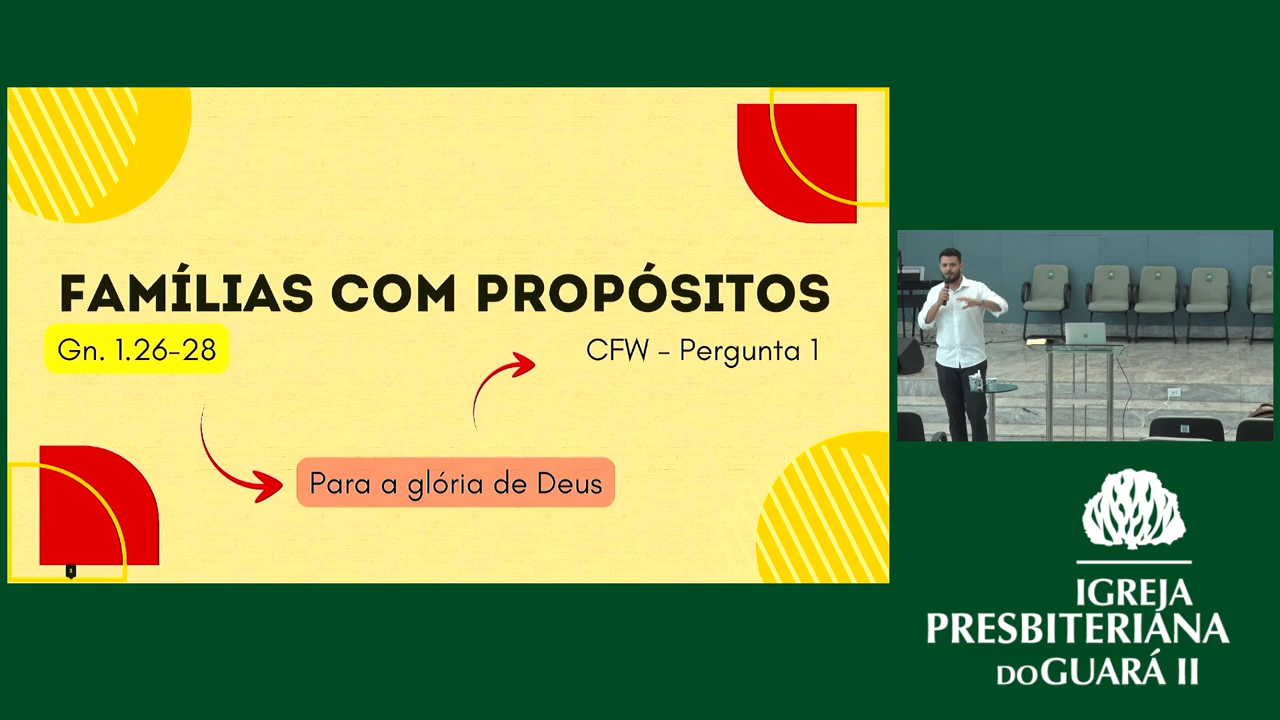 FAMÍLIAS COM PROPÓSITOS
Gn. 1.26-28
CFW - Pergunta 1
Para a glória de Deus
3
IGREJA
PRESBITERIANA
DO GUARÁ II